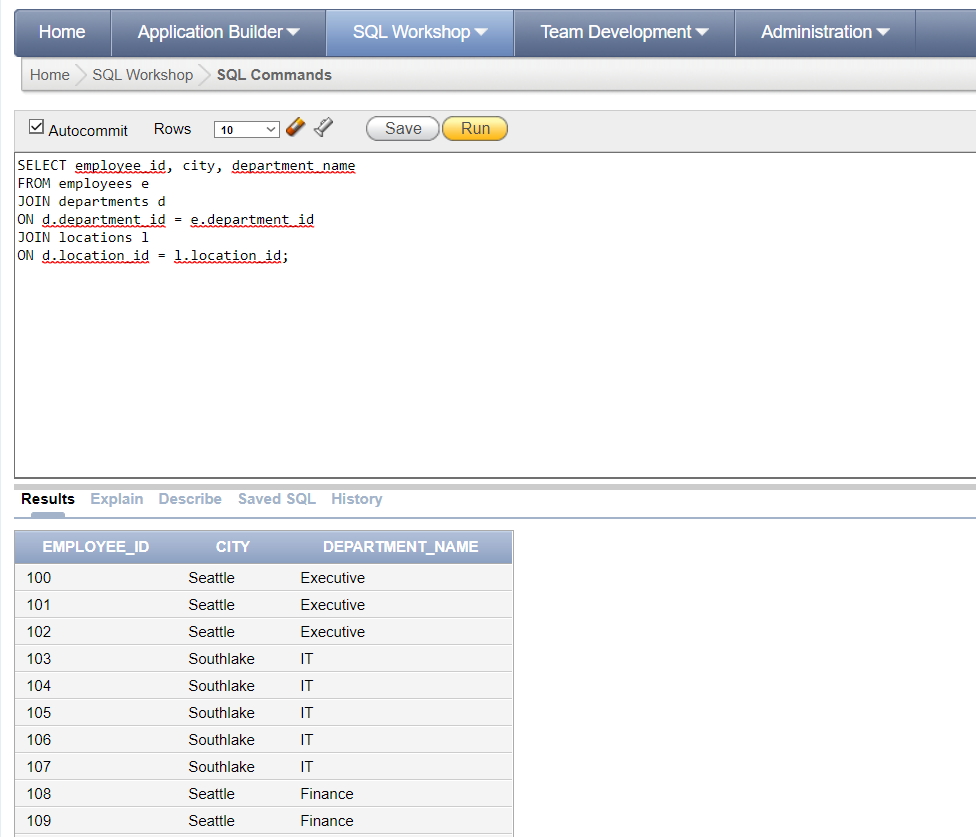 Home Application Builder SQL Workshop Team Development Administration
Home SQL Workshop SQL Commands
Autocommit Rows 10 Save Run
SELECT employee_id, city, department_name
FROM employees e
JOIN departments d
ON d.department_id = e.department_id
JOIN locations l
ON d.location_id = l.location_id;
Results Explain Describe Saved SQL History
EMPLOYEE_ID CITY DEPARTMENT_NAME
100 Seattle Executive
101 Seattle Executive
102 Seattle Executive
103 Southlake IT
104 Southlake IT
105 Southlake IT
106 Southlake IT
107 Southlake IT
108 Seattle Finance
109 Seattle Finance